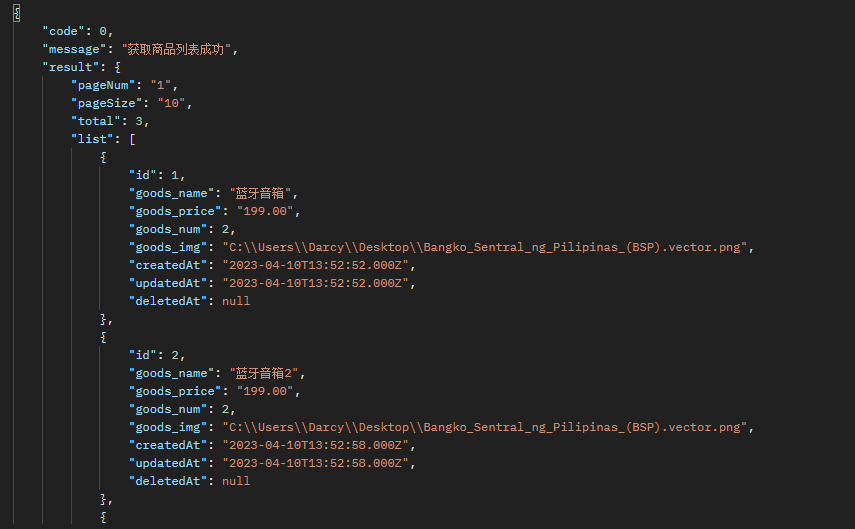 {
"code": 0,
"message": "获取商品列表成功",
"result": {
"pageNum": "1",
"pageSize": "10",
"total": 3,
"list": [
{
"id": 1,
"goods_name": "蓝牙音箱",
"goods_price": "199.00",
"goods_num": 2,
"goods_img": "C:\\Users\\Darcy\\Desktop\\Bangko_Sentral_ng_Pilipinas_(BSP).vector.png",
"createdAt": "2023-04-10T13:52:52.000Z",
"updatedAt": "2023-04-10T13:52:52.000Z",
"deletedAt": null
},
{
"id": 2,
"goods_name": "蓝牙音箱2",
"goods_price": "199.00",
"goods_num": 2,
"goods_img": "C:\\Users\\Darcy\\Desktop\\Bangko_Sentral_ng_Pilipinas_(BSP).vector.png",
"createdAt": "2023-04-10T13:52:58.000Z",
"updatedAt": "2023-04-10T13:52:58.000Z",
"deletedAt": null
},
{